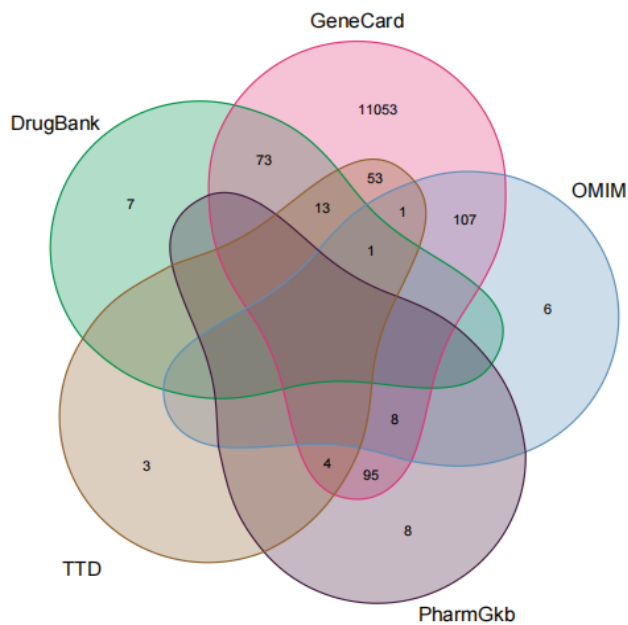 GeneCard
11053
DrugBank
73
53
OMIM
7
13
1
107
1
6
8
3
4
95
8
TTD
PharmGkb